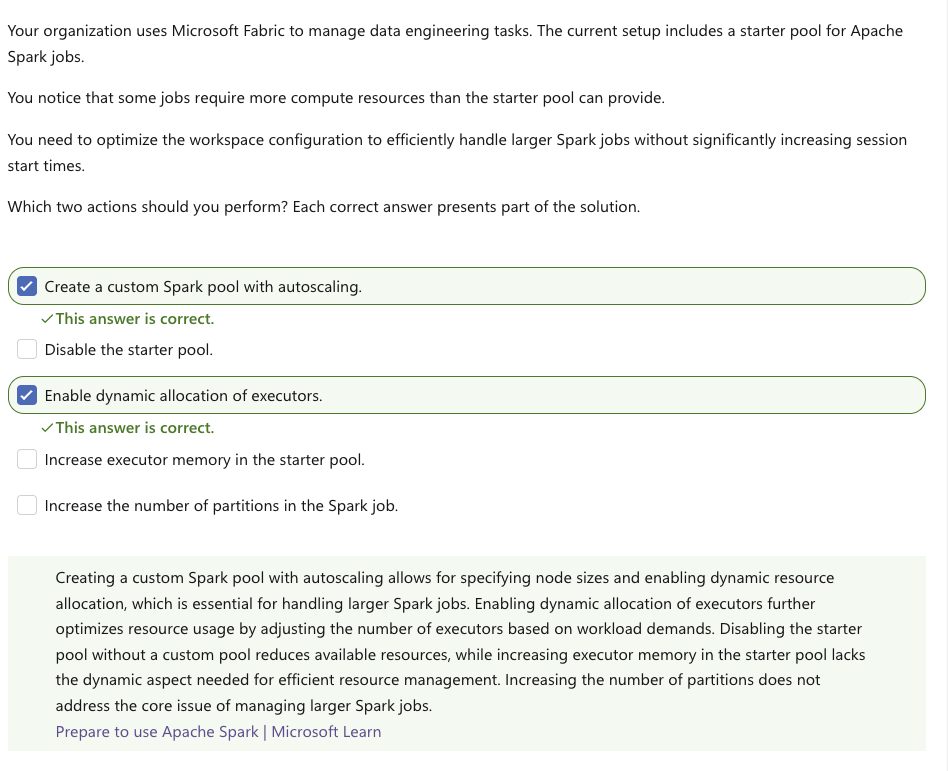 Your organization uses Microsoft Fabric to manage data engineering tasks. The current setup includes a starter pool for Apache
Spark jobs.
You notice that some jobs require more compute resources than the starter pool can provide.
You need to optimize the workspace configuration to efficiently handle larger Spark jobs without significantly increasing session
start times.
Which two actions should you perform? Each correct answer presents part of the solution.
Create a custom Spark pool with autoscaling.
This answer is correct.
Disable the starter pool.
Enable dynamic allocation of executors.
This answer is correct.
Increase executor memory in the starter pool.
Increase the number of partitions in the Spark job.
Creating a custom Spark pool with autoscaling allows for specifying node sizes and enabling dynamic resource
allocation, which is essential for handling larger Spark jobs. Enabling dynamic allocation of executors further
optimizes resource usage by adjusting the number of executors based on workload demands. Disabling the starter
pool without a custom pool reduces available resources, while increasing executor memory in the starter pool lacks
the dynamic aspect needed for efficient resource management. Increasing the number of partitions does not
address the core issue of managing larger Spark jobs.
Prepare to use Apache Spark | Microsoft Learn